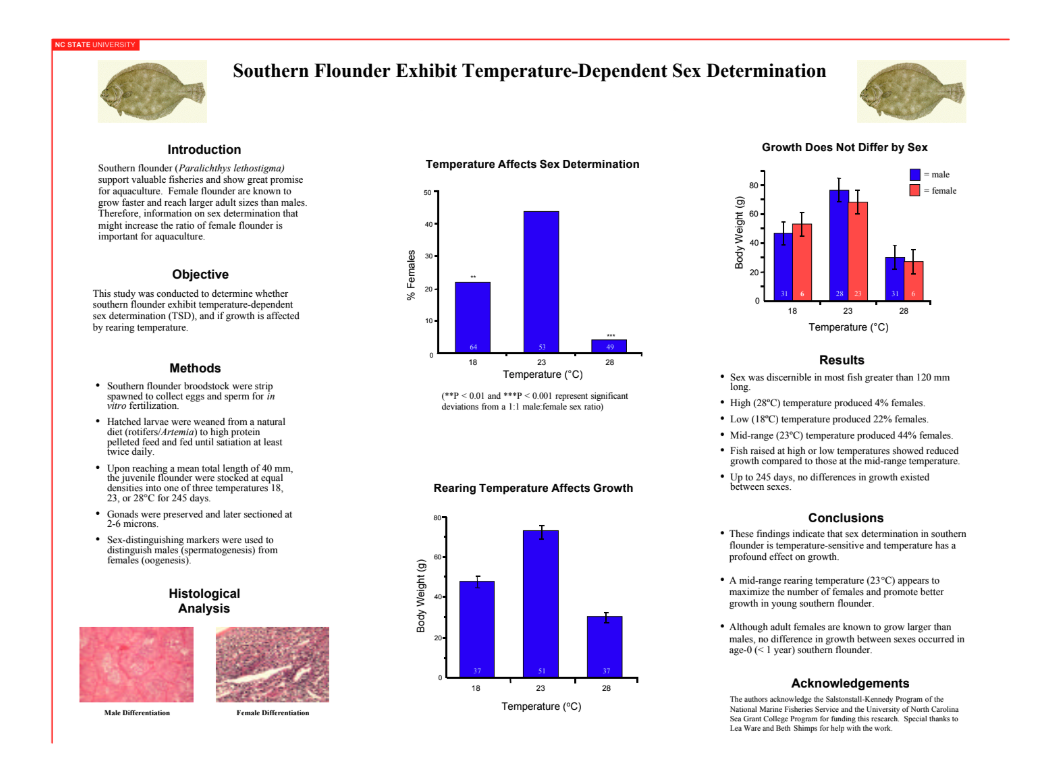 NC STATE UNIVERSITY
Southern Flounder Exhibit Temperature-Dependent Sex Determination
Introduction
Southern flounder (Paralichthys lethostigma)
support valuable fisheries and show great promise
for aquaculture. Female flounder are known to
grow faster and reach larger adult sizes than males.
Therefore, information on sex determination that
might increase the ratio of female flounder is
important for aquaculture.
Objective
This study was conducted to determine whether
southern flounder exhibit temperature-dependent
sex determination (TSD), and if growth is affected
by rearing temperature.
Methods
• Southern flounder broodstock were strip
spawned to collect eggs and sperm for in
vitro fertilization.
• Hatched larvae were weaned from a natural
diet (rotifers/Artemia) to high protein
pelleted feed and fed until satiation at least
twice daily.
• Upon reaching a mean total length of 40 mm,
the juvenile flounder were stocked at equal
densities into one of three temperatures 18,
23, or 28°C for 245 days.
• Gonads were preserved and later sectioned at
2-6 microns.
• Sex-distinguishing markers were used to
distinguish males (spermatogenesis) from
females (oogenesis).
Histological
Analysis
Male Differentiation
Female Differentiation
Temperature Affects Sex Determination
% Females
50
40
30
20
10
0
**
***
64
53
49
18
23
28
Temperature (°C)
(**P < 0.01 and ***P < 0.001 represent significant
deviations from a 1:1 male:female sex ratio)
Rearing Temperature Affects Growth
Body Weight (g)
80
60
40
20
0
37
51
37
18
23
28
Temperature (°C)
Growth Does Not Differ by Sex
= male
= female
Body Weight (g)
80
60
40
20
0
31
6
28
23
31
6
18
23
28
Temperature (°C)
Results
• Sex was discernible in most fish greater than 120 mm
long.
• High (28°C) temperature produced 4% females.
• Low (18°C) temperature produced 22% females.
• Mid-range (23°C) temperature produced 44% females.
• Fish raised at high or low temperatures showed reduced
growth compared to those at the mid-range temperature.
• Up to 245 days, no differences in growth existed
between sexes.
Conclusions
• These findings indicate that sex determination in southern
flounder is temperature-sensitive and temperature has a
profound effect on growth.
• A mid-range rearing temperature (23°C) appears to
maximize the number of females and promote better
growth in young southern flounder.
• Although adult females are known to grow larger than
males, no difference in growth between sexes occurred in
age-0 (< 1 year) southern flounder.
Acknowledgements
The authors acknowledge the Salstonstall-Kennedy Program of the
National Marine Fisheries Service and the University of North Carolina
Sea Grant College Program for funding this research. Special thanks to
Lea Ware and Beth Shimps for help with the work.